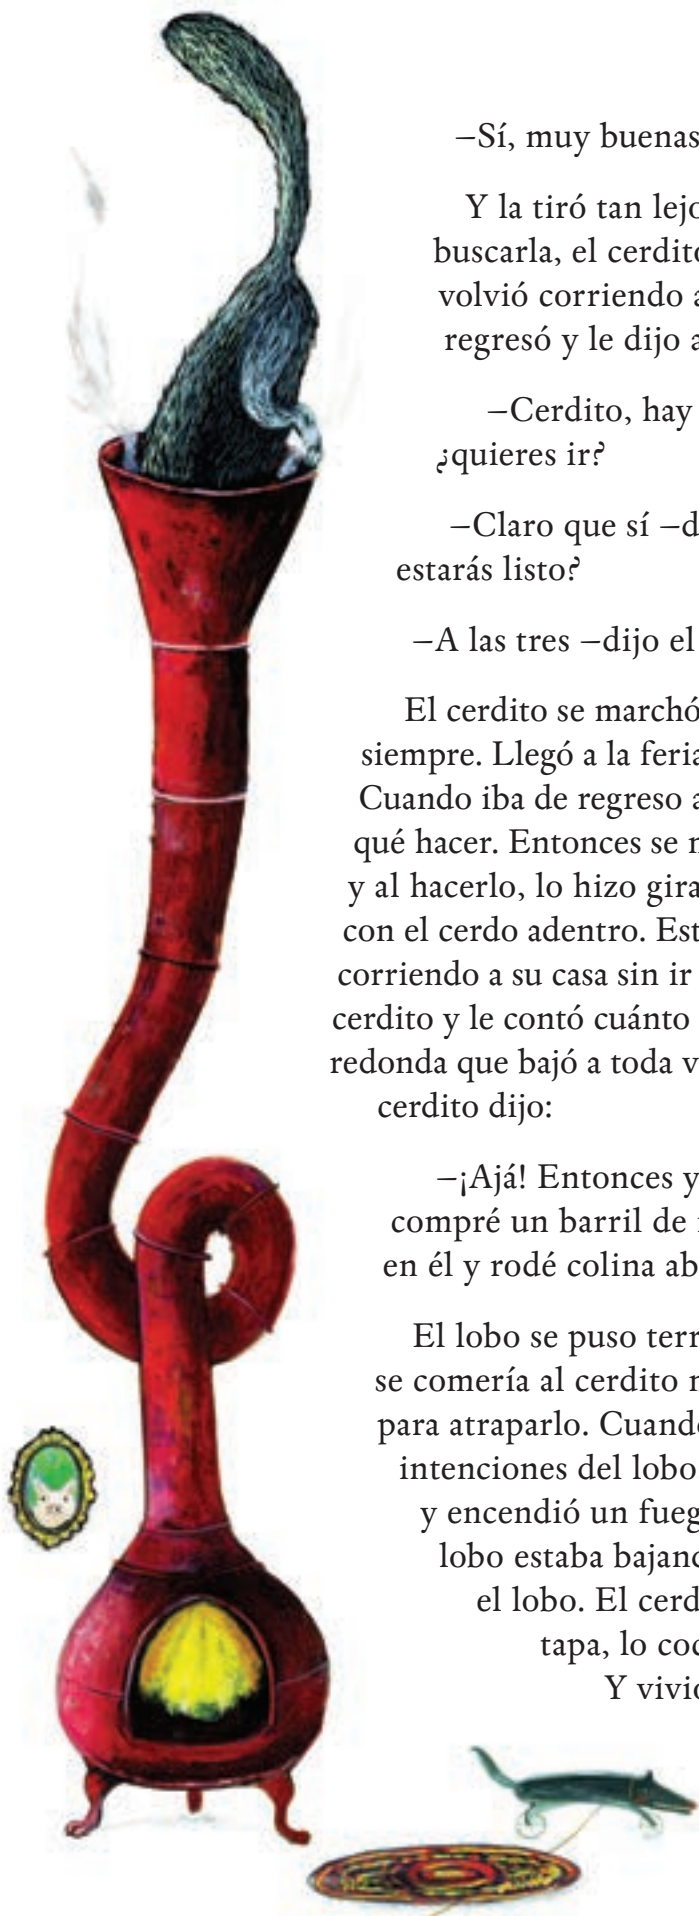 –Sí, muy buenas
Y la tiró tan lejo
buscarla, el cerdito
volvió corriendo a
regresó y le dijo a
–Cerdito, hay
¿quieres ir?
–Claro que sí –d
estarás listo?
–A las tres –dijo el
El cerdito se marchó
siempre. Llegó a la feria
Cuando iba de regreso a
qué hacer. Entonces se m
y al hacerlo, lo hizo gira
con el cerdo adentro. Est
corriendo a su casa sin ir
cerdito y le contó cuánto
redonda que bajó a toda v
cerdito dijo:
–¡Ajá! Entonces y
compré un barril de
en él y rodé colina ab
El lobo se puso terr
se comería al cerdito
para atraparlo. Cuand
intenciones del lobo
y encendió un fueg
lobo estaba bajand
el lobo. El cerd
tapa, lo coc
Y vivió